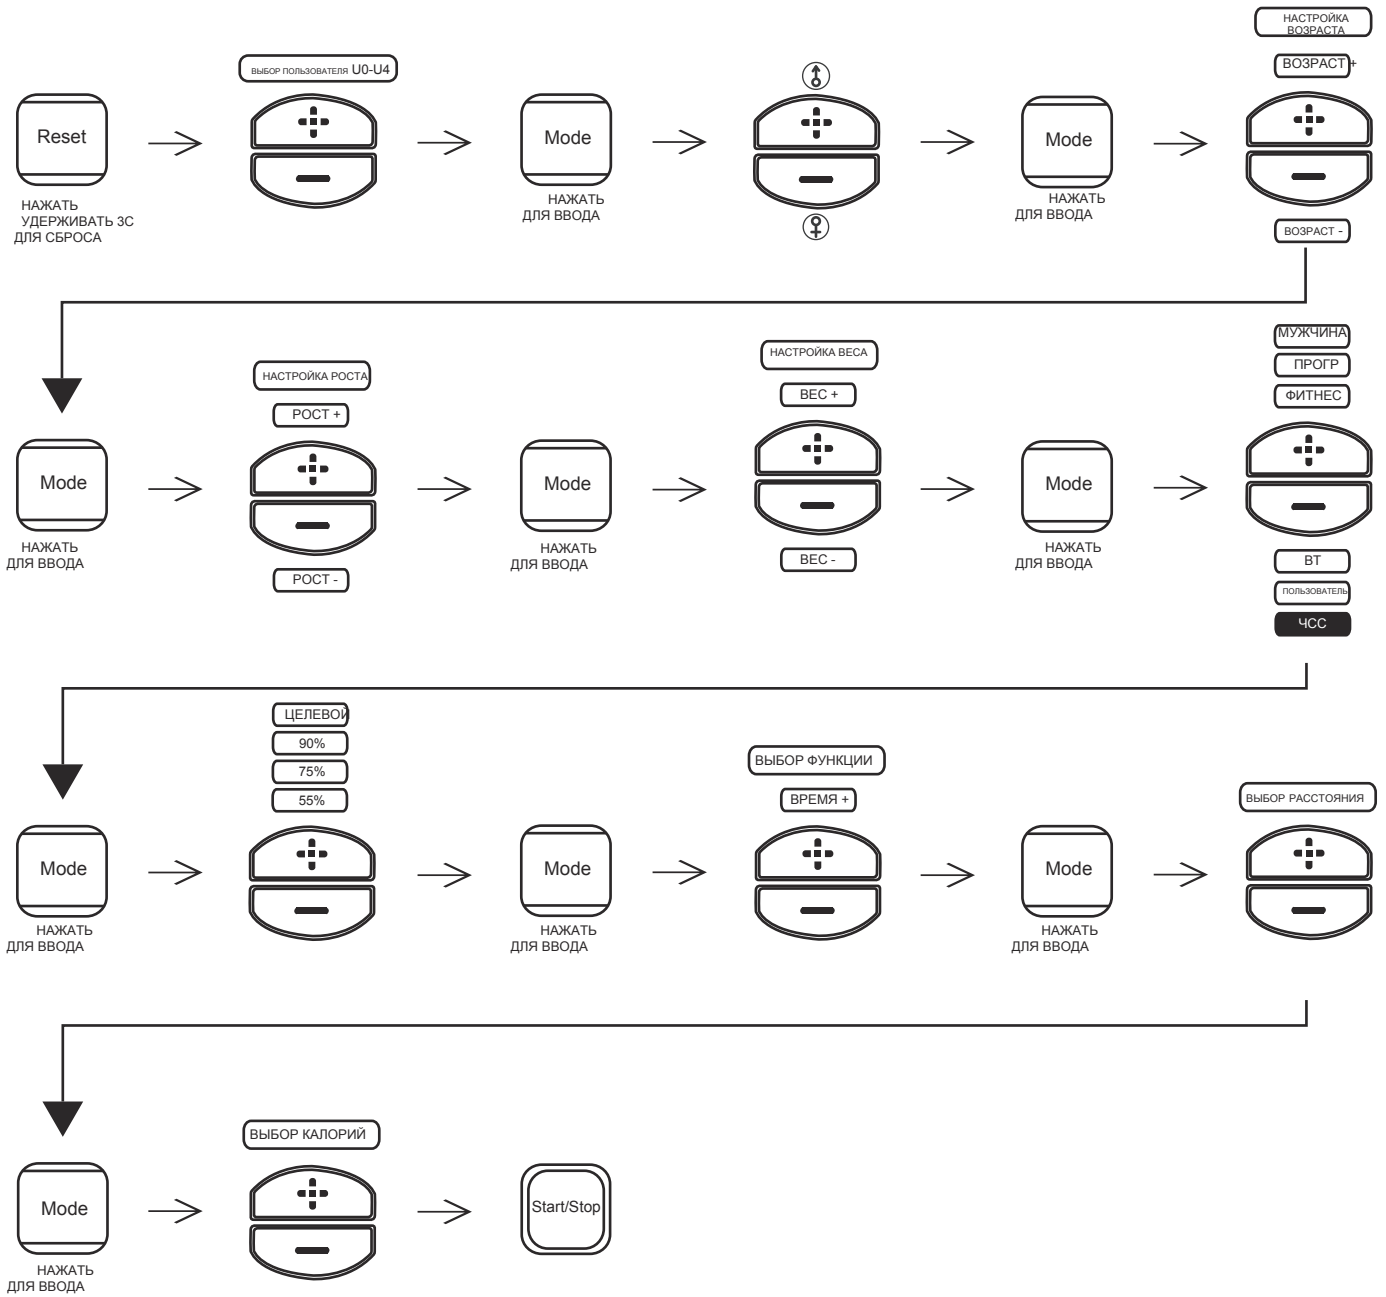 НАСТРОЙКА
ВОЗРАСТА
ВЫБОР ПОЛЬЗОВАТЕЛЯ U0-U4
ВОЗРАСТ +
Reset
Mode
Mode
НАЖАТЬ
УДЕРЖИВАТЬ 3С
ДЛЯ СБРОСА
НАЖАТЬ
ДЛЯ ВВОДА
НАЖАТЬ
ДЛЯ ВВОДА
ВОЗРАСТ -
НАСТРОЙКА РОСТА
РОСТ +
НАСТРОЙКА ВЕСА
ВЕС +
МУЖЧИНА
ПРОГР
ФИТНЕС
Mode
Mode
Mode
НАЖАТЬ
ДЛЯ ВВОДА
РОСТ -
НАЖАТЬ
ДЛЯ ВВОДА
ВЕС -
НАЖАТЬ
ДЛЯ ВВОДА
ВТ
ПОЛЬЗОВАТЕЛЬ
ЧСС
ЦЕЛЕВОЙ
90%
75%
55%
ВЫБОР ФУНКЦИИ
ВРЕМЯ +
ВЫБОР РАССТОЯНИЯ
Mode
Mode
Mode
НАЖАТЬ
ДЛЯ ВВОДА
НАЖАТЬ
ДЛЯ ВВОДА
НАЖАТЬ
ДЛЯ ВВОДА
ВЫБОР КАЛОРИЙ
Mode
Start/Stop
НАЖАТЬ
ДЛЯ ВВОДА